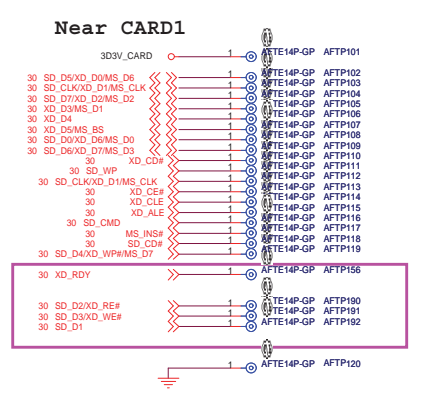 Near CARD1
3D3V_CARD 1 AFTE14P-GP AFTP101
30 SD_D5/XD_D0/MS_D6 1 AFTE14P-GP AFTP102
30 SD_CLK/XD_D1/MS_CLK 1 AFTE14P-GP AFTP103
30 SD_D7/XD_D2/MS_D2 1 AFTE14P-GP AFTP104
30 XD_D3/MS_D1 1 AFTE14P-GP AFTP105
30 XD_D4 1 AFTE14P-GP AFTP106
30 XD_D5/MS_BS 1 AFTE14P-GP AFTP107
30 SD_D0/XD_D6/MS_D0 1 AFTE14P-GP AFTP108
30 SD_D6/XD_D7/MS_D3 1 AFTE14P-GP AFTP109
30 XD_CD# 1 AFTE14P-GP AFTP110
30 SD_WP 1 AFTE14P-GP AFTP111
30 SD_CLK/XD_D1/MS_CLK 1 AFTE14P-GP AFTP112
30 XD_CE# 1 AFTE14P-GP AFTP113
30 XD_CLE 1 AFTE14P-GP AFTP114
30 XD_ALE 1 AFTE14P-GP AFTP115
30 SD_CMD 1 AFTE14P-GP AFTP116
30 MS_INS# 1 AFTE14P-GP AFTP117
30 SD_CD# 1 AFTE14P-GP AFTP118
30 SD_D4/XD_WP#/MS_D7 1 AFTE14P-GP AFTP119
30 XD_RDY 1 AFTE14P-GP AFTP156
30 SD_D2/XD_RE# 1 AFTE14P-GP AFTP190
30 SD_D3/XD_WE# 1 AFTE14P-GP AFTP191
30 SD_D1 1 AFTE14P-GP AFTP192
1 AFTE14P-GP AFTP120